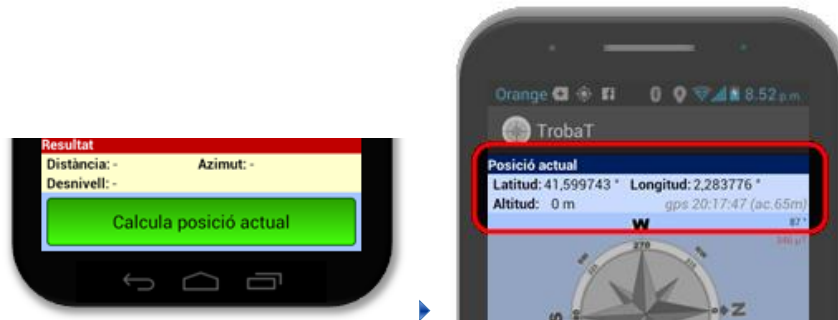 Resultat
Distància: - Azimut: -
Desnivell: -
Calcula posició actual
Orange 8.52 p.m.
TrobaT
Posició actual
Latitud: 41,599743 ° Longitud: 2,283776 °
Altitud: 0 m gps 20:17:47 (ac.65m)
W 87 °
270
N
S